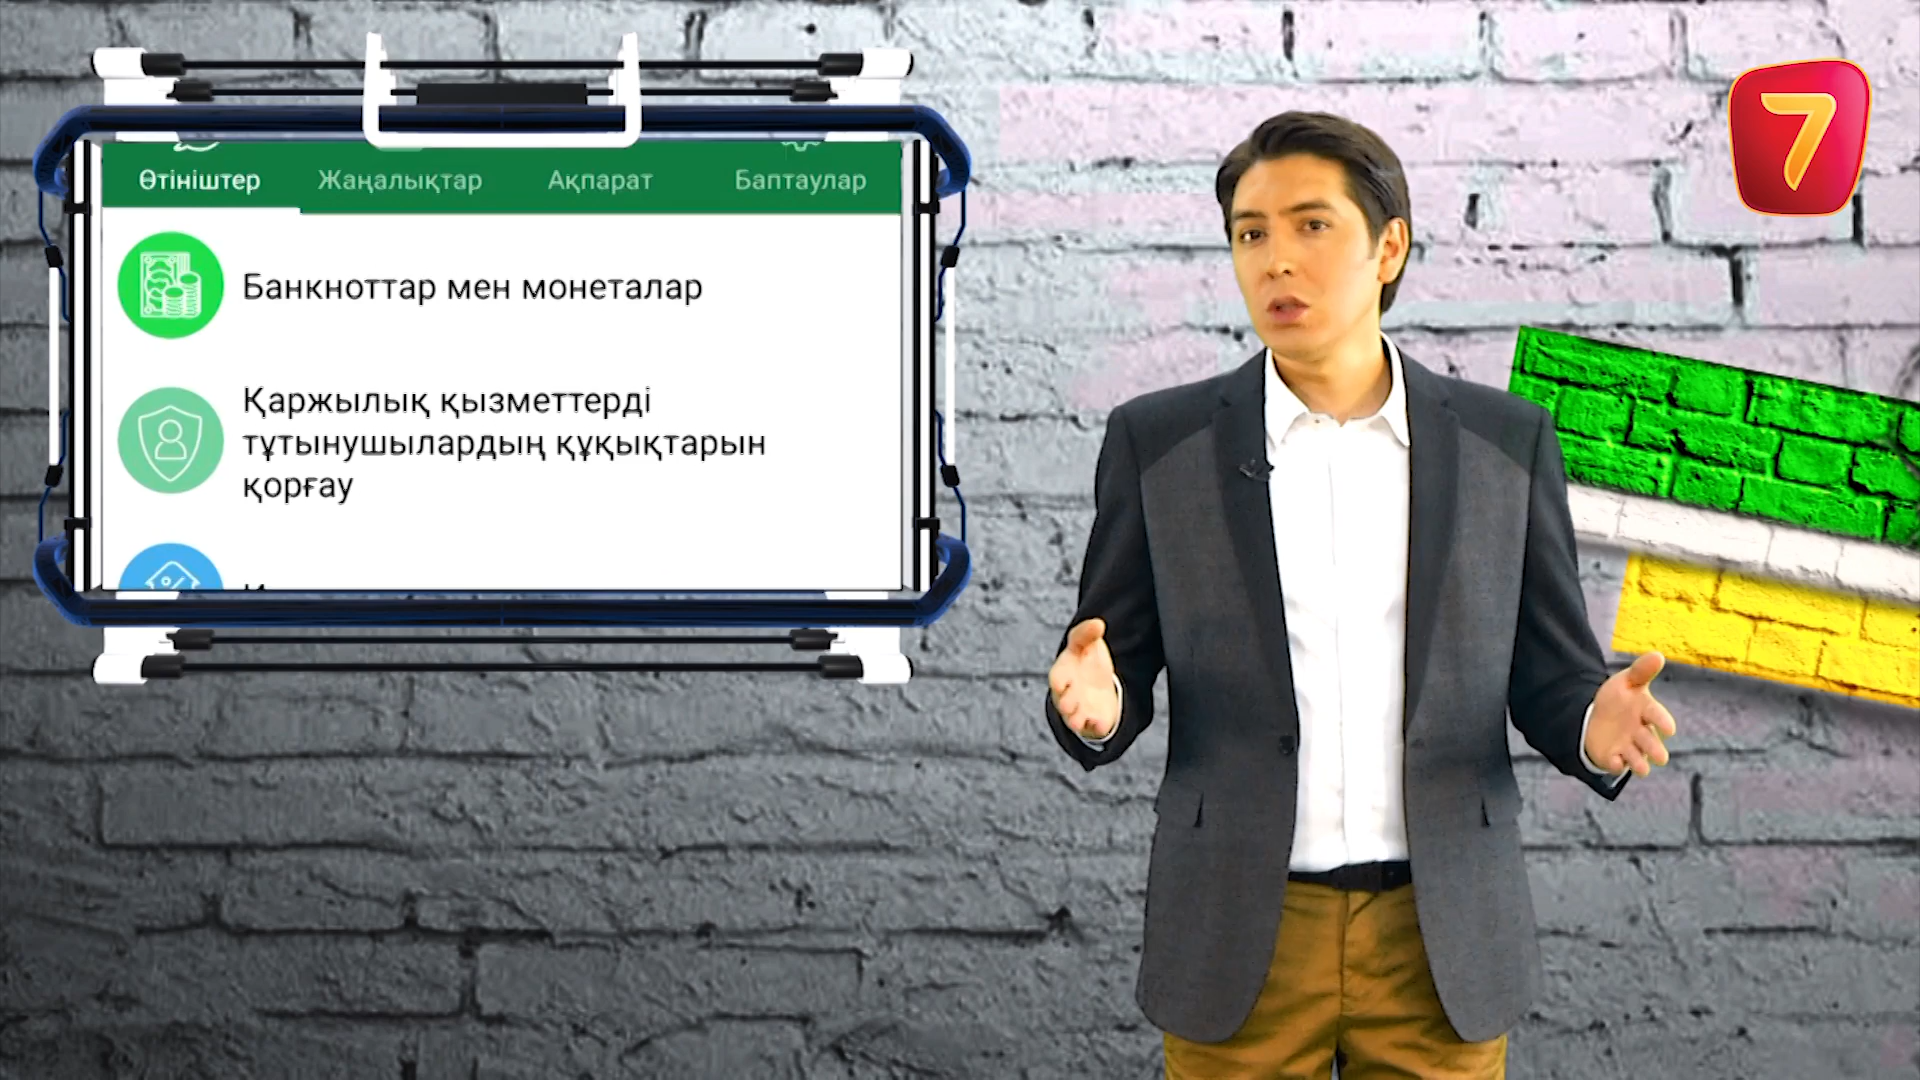 7
Өтініштер Жаңалықтар Ақпарат Баптаулар
Банкноттар мен монеталар
Қаржылық қызметтерді
тұтынушылардың құқықтарын
қорғау